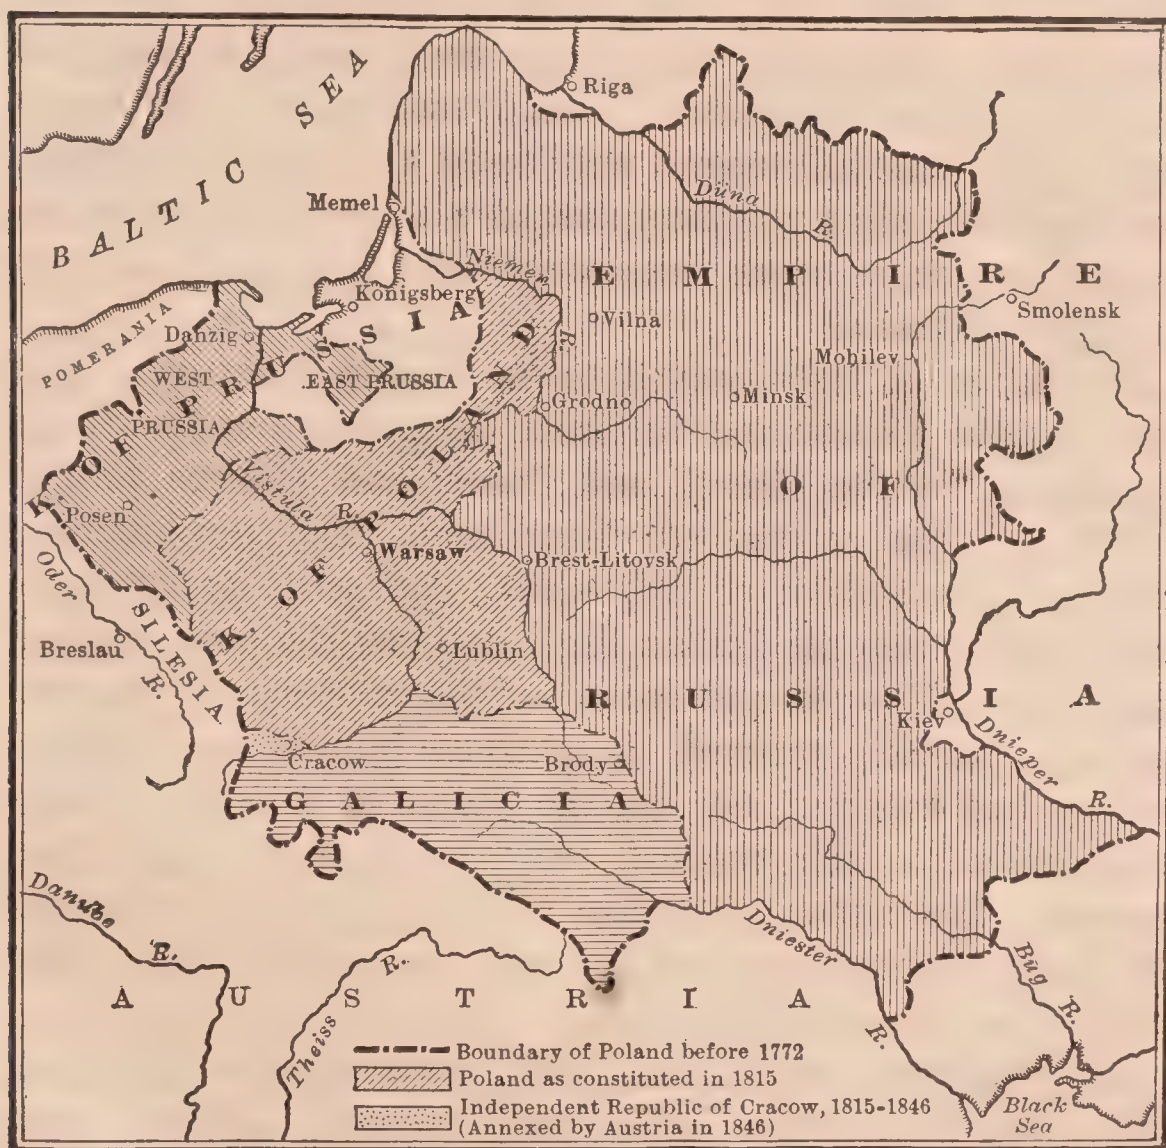 BALTIC SEA
Riga
Düna R.
Memel
Niemen R.
EMPIRE OF RUSSIA
Königsberg
Smolensk
Vilna
POMERANIA
Danzig
K. OF PRUSSIA
Mohilev
WEST
PRUSSIA
EAST PRUSSIA
Grodno
Minsk
K. OF POLAND
Vistula R.
Posen
Warsaw
Brest-Litovsk
Oder R.
SILESIA
Breslau
Lublin
Kiev
Dnieper R.
Cracow
Brody
GALICIA
Danube R.
Dniester R.
Bug R.
Theiss R.
AUSTRIA
Black
Sea
Boundary of Poland before 1772
Poland as constituted in 1815
Independent Republic of Cracow, 1815-1846
(Annexed by Austria in 1846)